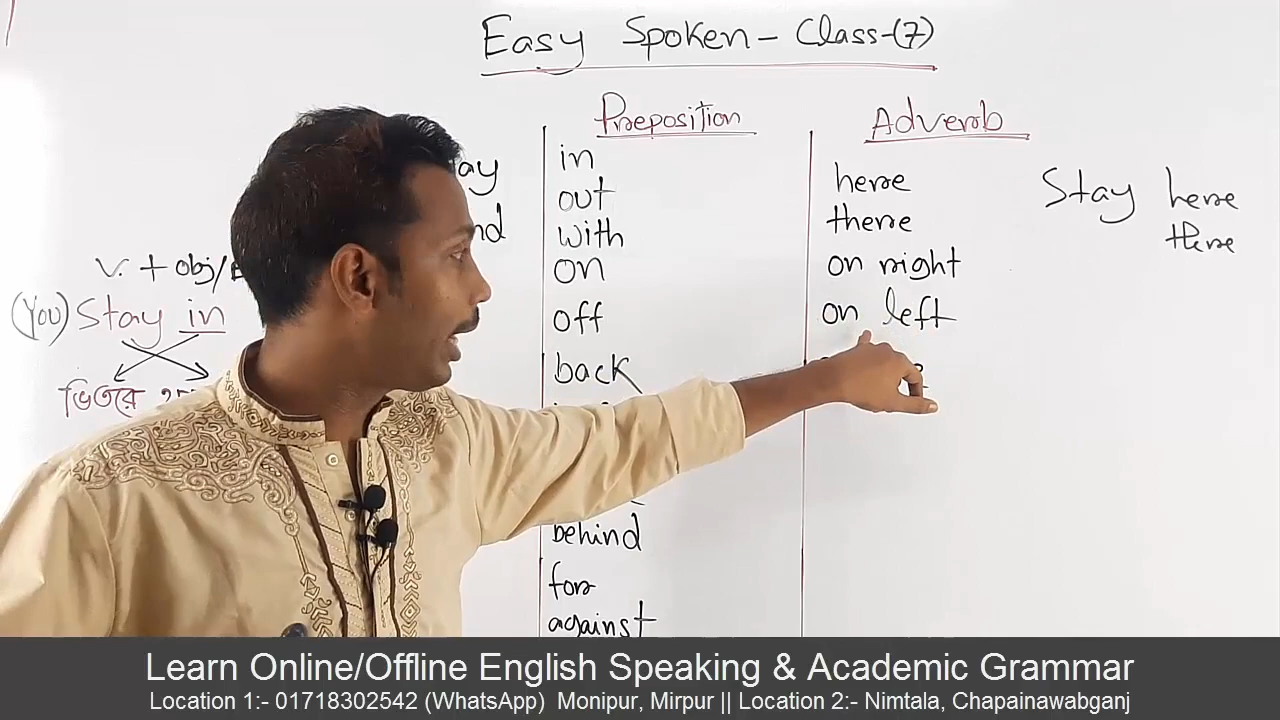 Easy Spoken - Class-(7)
Preposition
Adverb
in
out
with
on
off
back
behind
for
against
here
there
on right
on left
Stay here
there
V. + obj/
(You) Stay in
ভিতরে
Learn Online/Offline English Speaking & Academic Grammar
Location 1:- 01718302542 (WhatsApp)  Monipur, Mirpur || Location 2:- Nimtala, Chapainawabganj